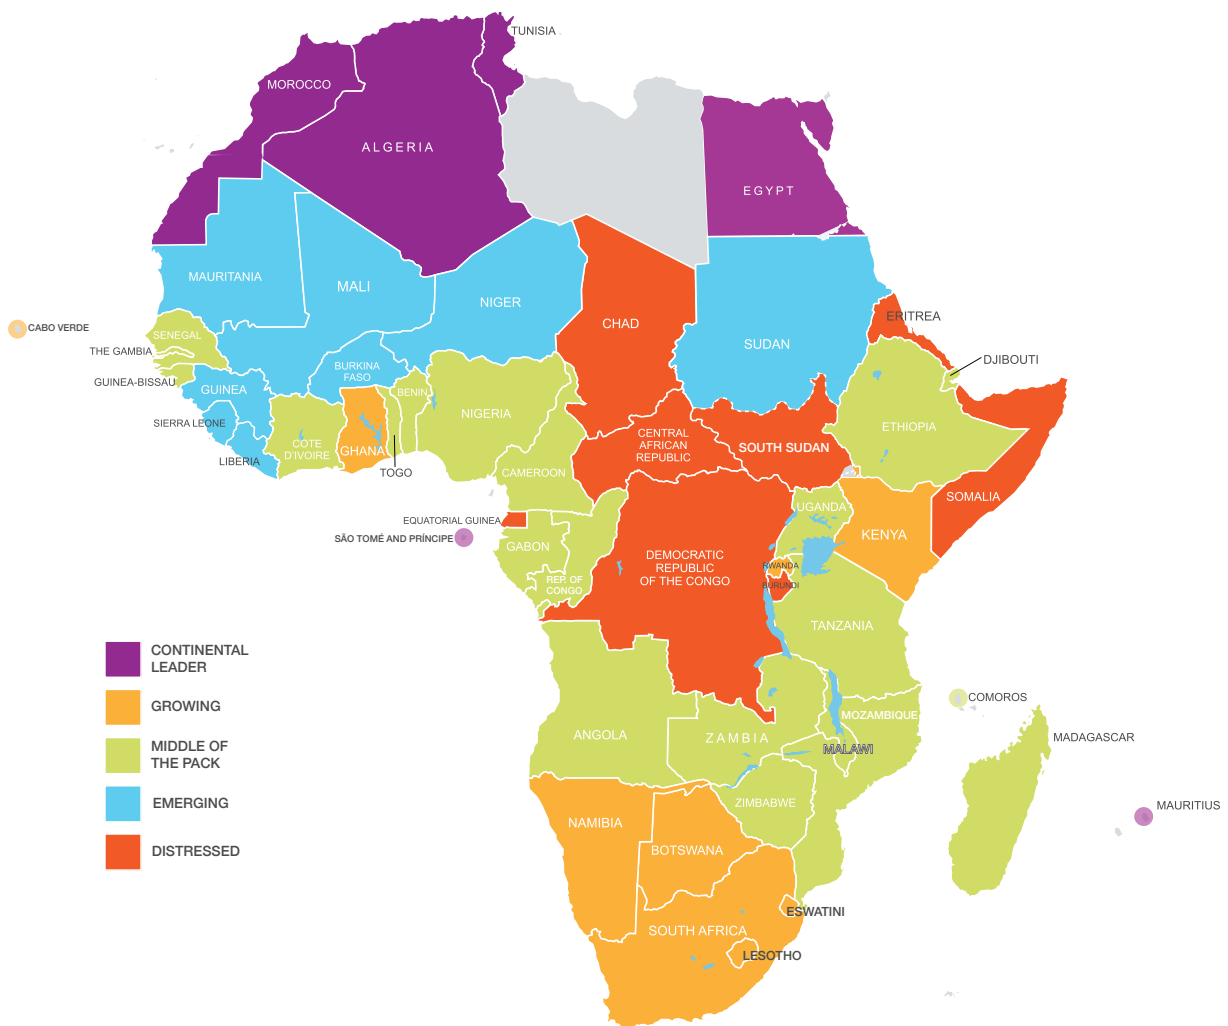 TUNISIA
MOROCCO
ALGERIA
EGYPT
MAURITANIA
MALI
NIGER
CHAD
SUDAN
ERITREA
CABO VERDE
SENEGAL
THE GAMBIA
GUINEA-BISSAU
GUINEA
BURKINA
FASO
BENIN
NIGERIA
DJIBOUTI
ETHIOPIA
SIERRA LEONE
LIBERIA
COTE
D'IVOIRE
GHANA
TOGO
CAMEROON
CENTRAL
AFRICAN
REPUBLIC
SOUTH SUDAN
SOMALIA
UGANDA
KENYA
EQUATORIAL GUINEA
SÃO TOMÉ AND PRÍNCIPE
GABON
REP. OF
CONGO
DEMOCRATIC
REPUBLIC
OF THE CONGO
RWANDA
BURUNDI
TANZANIA
CONTINENTAL
LEADER
GROWING
MIDDLE OF
THE PACK
EMERGING
DISTRESSED
COMOROS
MOZAMBIQUE
ANGOLA
ZAMBIA
MALAWI
MADAGASCAR
ZIMBABWE
MAURITIUS
NAMIBIA
BOTSWANA
ESWATINI
SOUTH AFRICA
LESOTHO